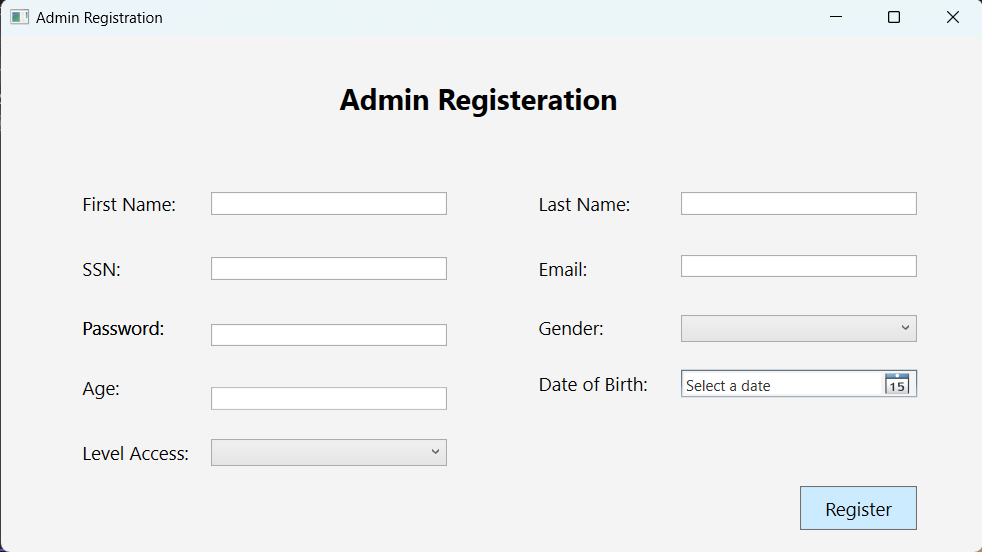 Admin Registration
Admin Registeration
First Name:
Last Name:
SSN:
Email:
Password:
Gender:
Age:
Date of Birth:
Select a date
15
Level Access:
Register